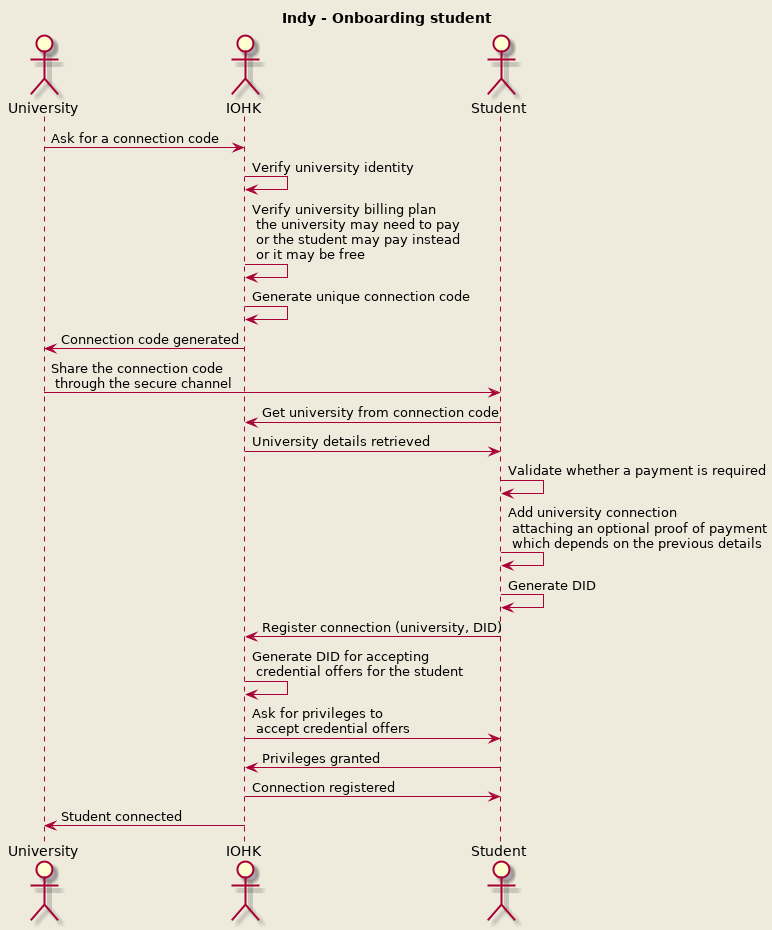 Indy - Onboarding student
University
IOHK
Student
Ask for a connection code
Verify university identity
Verify university billing plan
the university may need to pay
or the student may pay instead
or it may be free
Generate unique connection code
Connection code generated
Share the connection code
through the secure channel
Get university from connection code
University details retrieved
Validate whether a payment is required
Add university connection
attaching an optional proof of payment
which depends on the previous details
Generate DID
Register connection (university, DID)
Generate DID for accepting
credential offers for the student
Ask for privileges to
accept credential offers
Privileges granted
Connection registered
Student connected
University
IOHK
Student